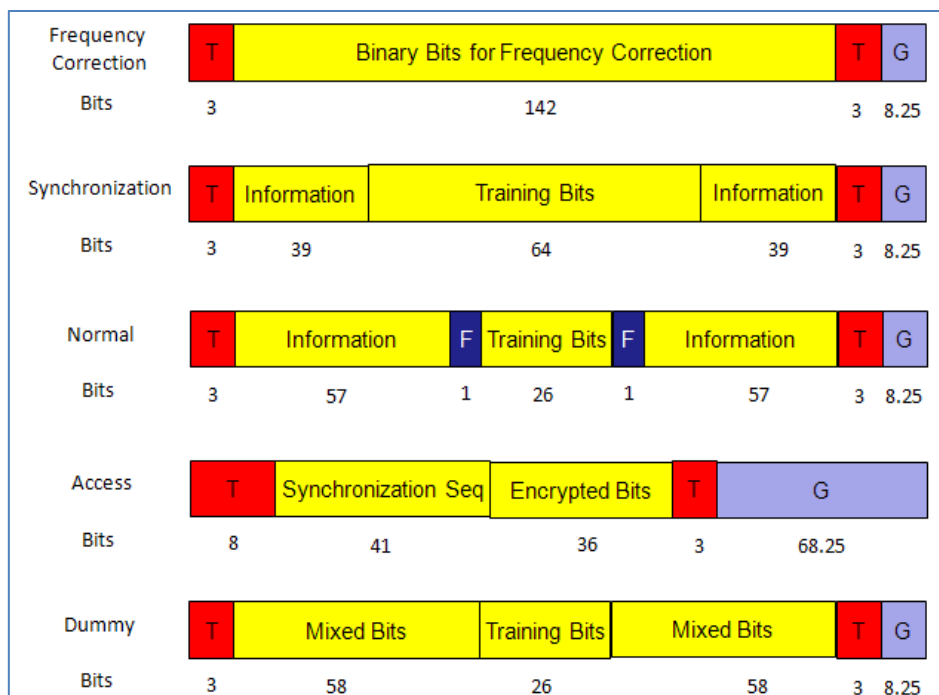 Frequency
Correction
T Binary Bits for Frequency Correction T G
Bits 3 142 3 8.25
Synchronization T Information Training Bits Information T G
Bits 3 39 64 39 3 8.25
Normal T Information F Training Bits F Information T G
Bits 3 57 1 26 1 57 3 8.25
Access T Synchronization Seq Encrypted Bits T G
Bits 8 41 36 3 68.25
Dummy T Mixed Bits Training Bits Mixed Bits T G
Bits 3 58 26 58 3 8.25